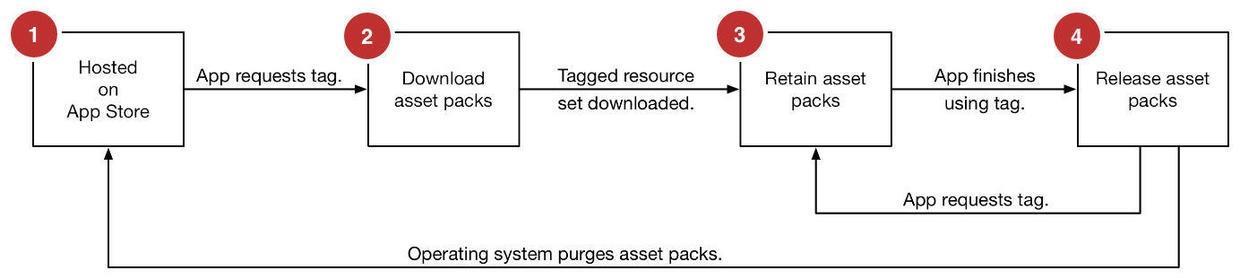 1
Hosted
on
App Store
App requests tag.
2
Download
asset packs
Tagged resource
set downloaded.
3
Retain asset
packs
App finishes
using tag.
4
Release asset
packs
App requests tag.
Operating system purges asset packs.